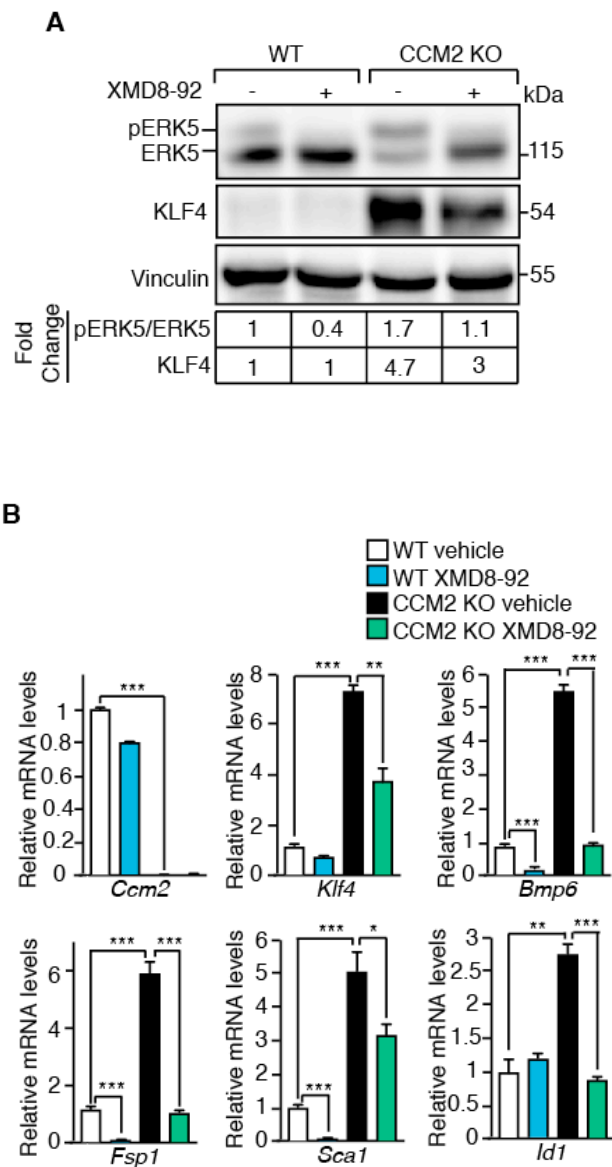 A
WT CCM2 KO
XMD8-92 - + - + kDa
pERK5
ERK5 115
KLF4 54
Vinculin 55
Fold Change
pERK5/ERK5 1 0.4 1.7 1.1
KLF4 1 1 4.7 3
B
WT vehicle
WT XMD8-92
CCM2 KO vehicle
CCM2 KO XMD8-92
Relative mRNA levels
1
0.8
0.6
0.4
0.2
0
***
Ccm2
Relative mRNA levels
8
6
4
2
1
0
*** **
Klf4
Relative mRNA levels
6
5
4
3
2
1
0
*** ***
***
Bmp6
Relative mRNA levels
6
4
2
1
0
*** ***
***
Fsp1
Relative mRNA levels
6
5
4
3
2
1
0
*** *
***
Sca1
Relative mRNA levels
3
2.5
2
1.5
1
0.5
0
** ***
Id1